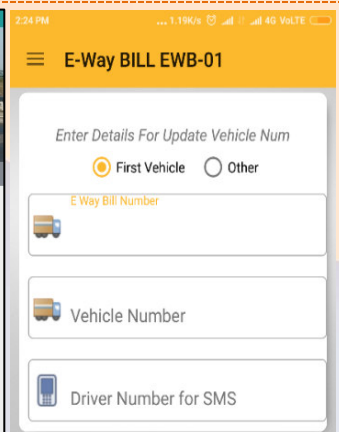 2:24 PM
... 1.19K/s 4G VoLTE
E-Way BILL EWB-01
Enter Details For Update Vehicle Num
First Vehicle Other
E Way Bill Number
Vehicle Number
Driver Number for SMS